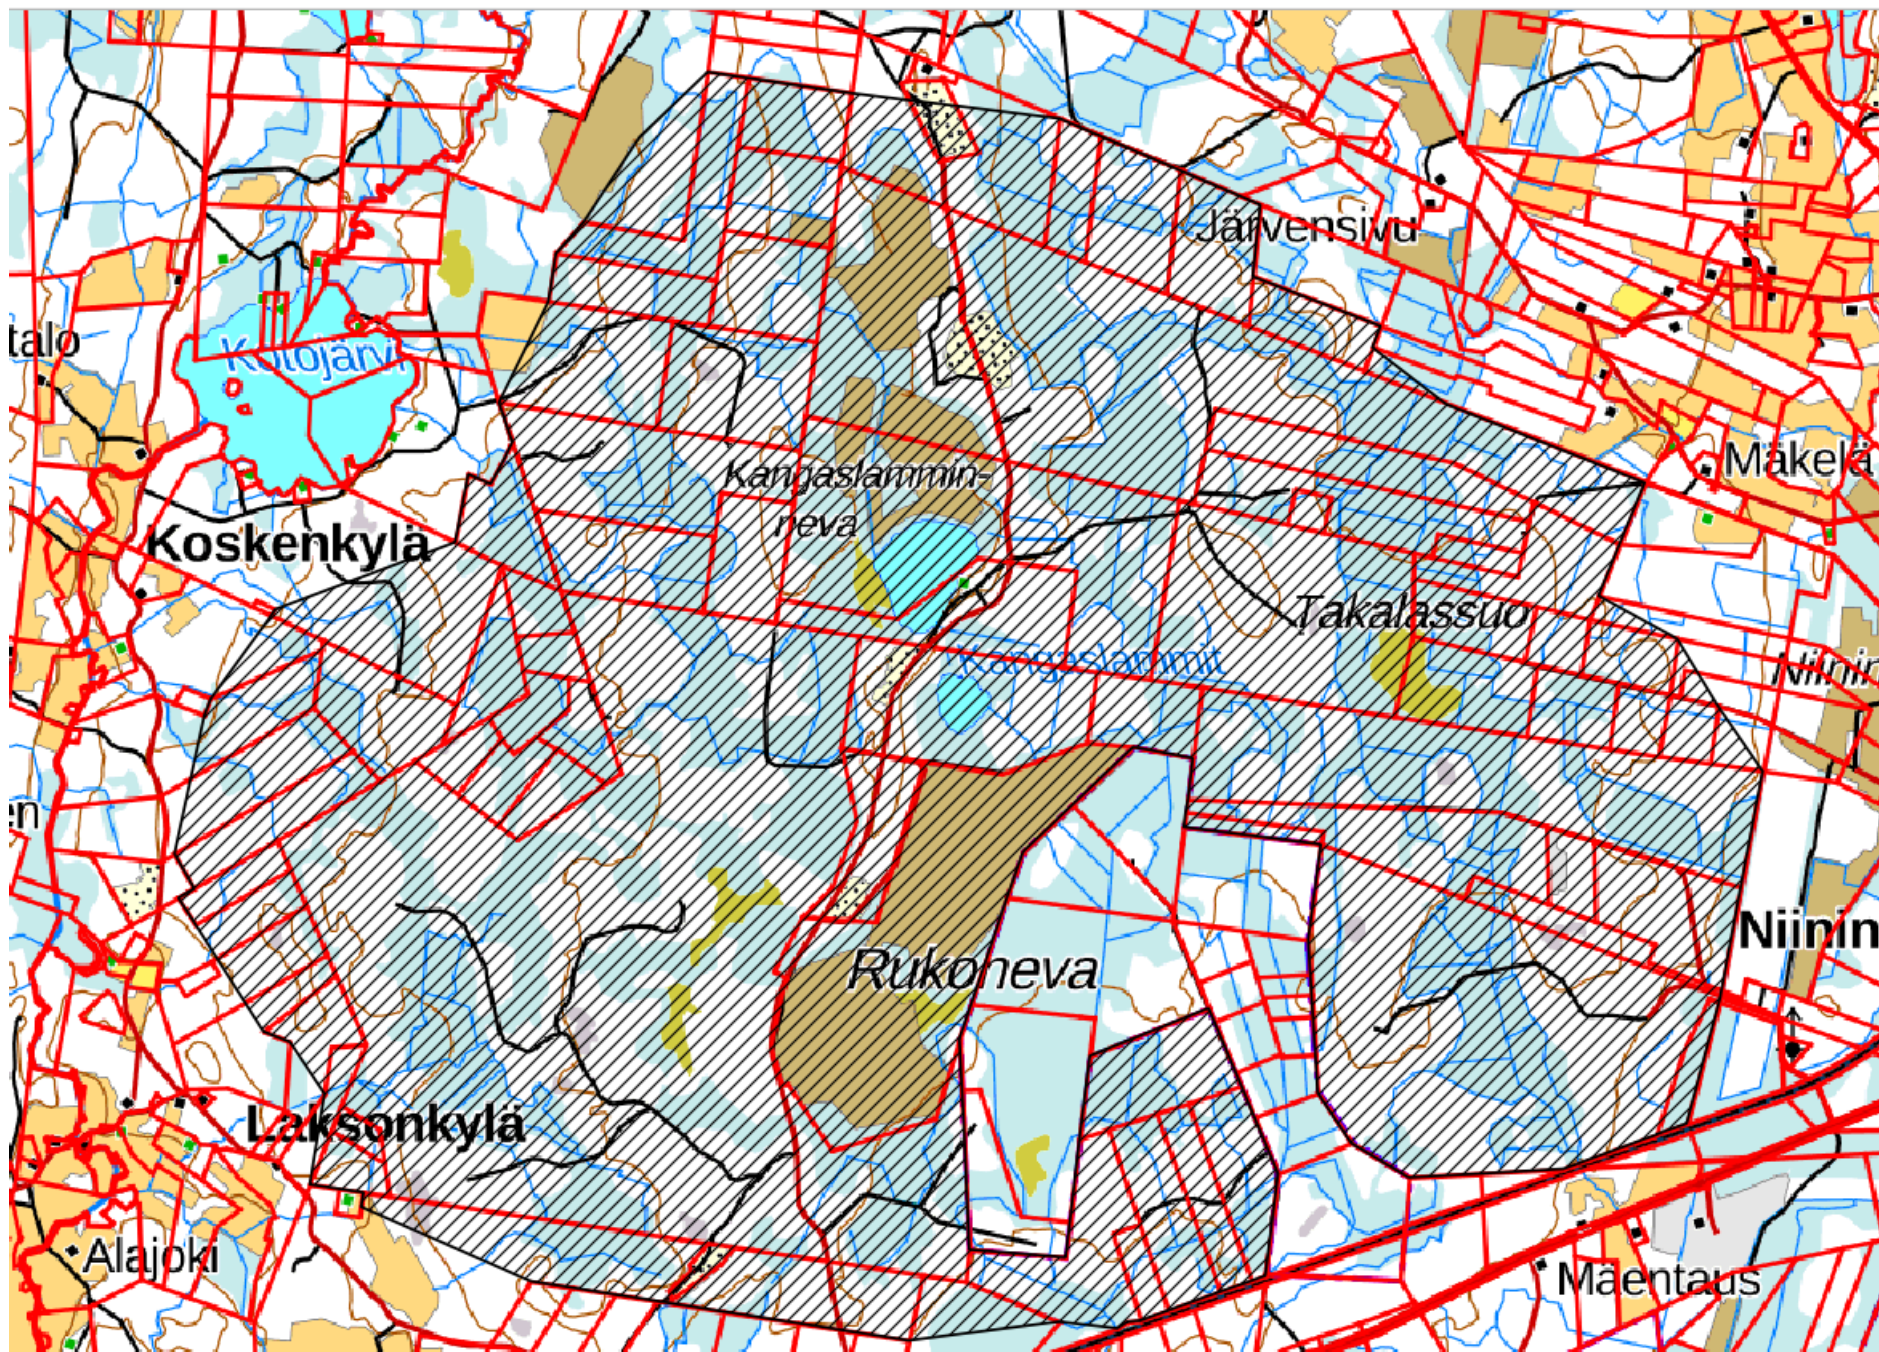 Järvensivu
talo
Kotojärvi
Mäkelä
Kangaslammin-
neva
Koskenkylä
Takalassuo
Kangaslammit
Niinin
en
Niinin
Rukoneva
Laksonkylä
Alajoki
Mäentaus